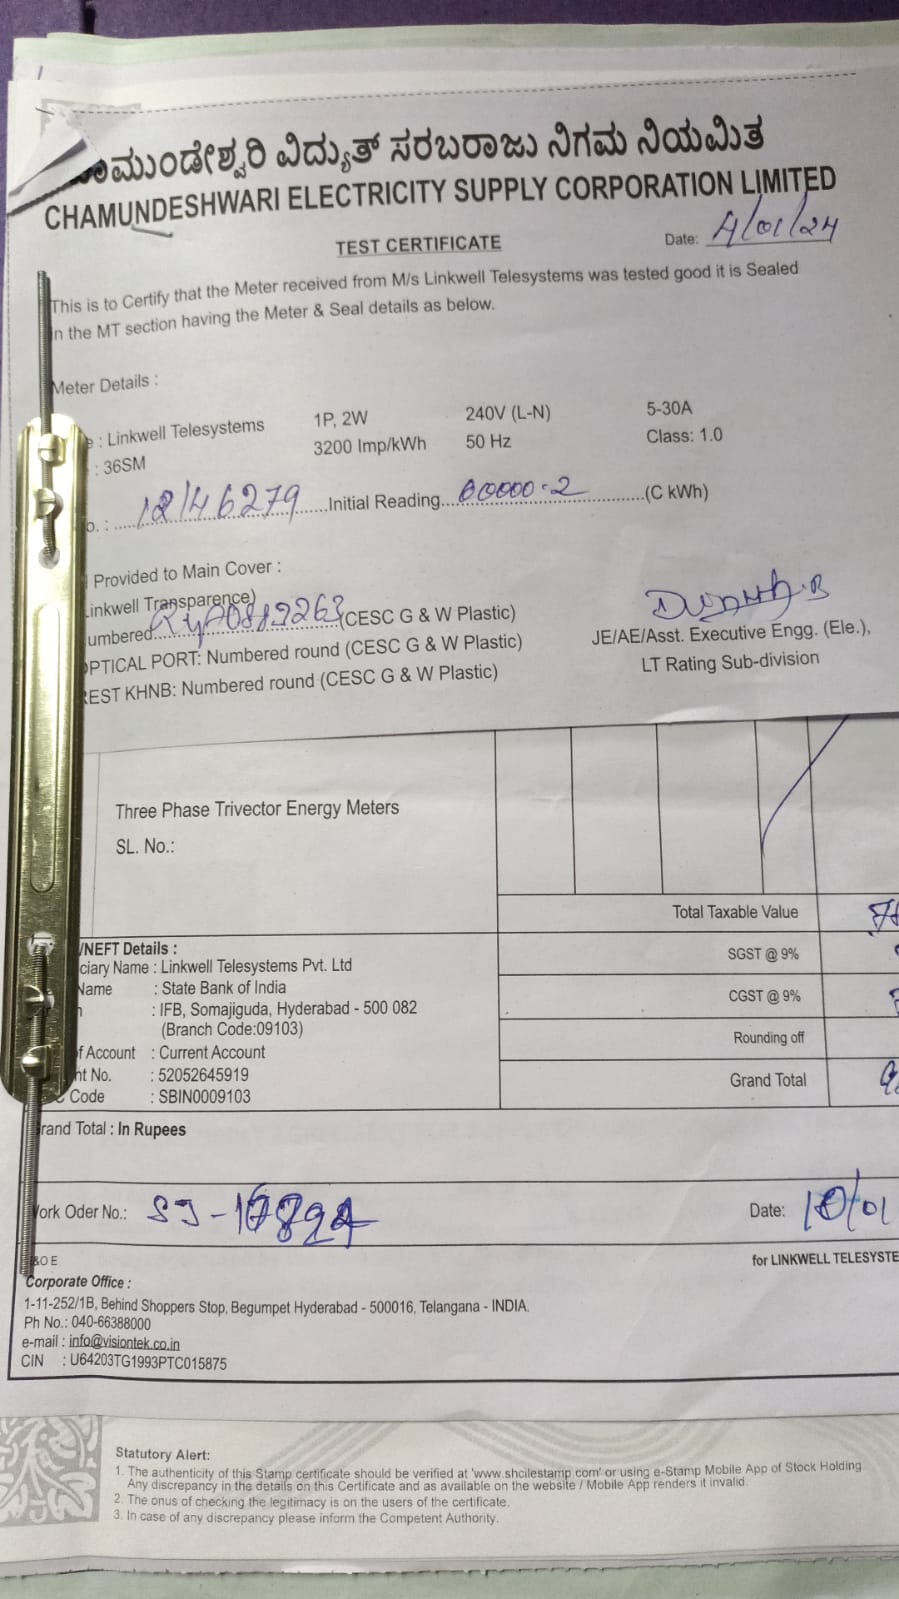 ಚಾಮುಂಡೇಶ್ವರಿ ವಿದ್ಯುತ್ ಸರಬರಾಜು ನಿಗಮ ನಿಯಮಿತ
CHAMUNDESHWARI ELECTRICITY SUPPLY CORPORATION LIMITED
TEST CERTIFICATE
Date: 4/01/24
This is to Certify that the Meter received from M/s Linkwell Telesystems was tested good it is Sealed
in the MT section having the Meter & Seal details as below.
Meter Details :
: Linkwell Telesystems 1P, 2W 240V (L-N) 5-30A
: 36SM 3200 Imp/kWh 50 Hz Class: 1.0
o. : 12146279 Initial Reading 00000.2 (C kWh)
Provided to Main Cover :
Linkwell Transparence)
umbered (CESC G & W Plastic)
OPTICAL PORT: Numbered round (CESC G & W Plastic)
REST KHNB: Numbered round (CESC G & W Plastic)
JE/AE/Asst. Executive Engg. (Ele.),
LT Rating Sub-division
Three Phase Trivector Energy Meters
SL. No.:
Total Taxable Value
SGST @ 9%
CGST @ 9%
Rounding off
Grand Total
/NEFT Details :
ciary Name : Linkwell Telesystems Pvt. Ltd
Name : State Bank of India
: IFB, Somajiguda, Hyderabad - 500 082
(Branch Code:09103)
f Account : Current Account
nt No. : 52052645919
Code : SBIN0009103
Grand Total : In Rupees
Work Oder No.: SJ-
Date: 10/01
&O E
for LINKWELL TELESYSTE
Corporate Office :
1-11-252/1B, Behind Shoppers Stop, Begumpet Hyderabad - 500016, Telangana - INDIA.
Ph No.: 040-66388000
e-mail : info@visiontek.co.in
CIN : U64203TG1993PTC015875
Statutory Alert:
1. The authenticity of this Stamp certificate should be verified at 'www.shcilestamp.com' or using e-Stamp Mobile App of Stock Holding
Any discrepancy in the details on this Certificate and as available on the website / Mobile App renders it invalid.
2. The onus of checking the legitimacy is on the users of the certificate.
3. In case of any discrepancy please inform the Competent Authority.